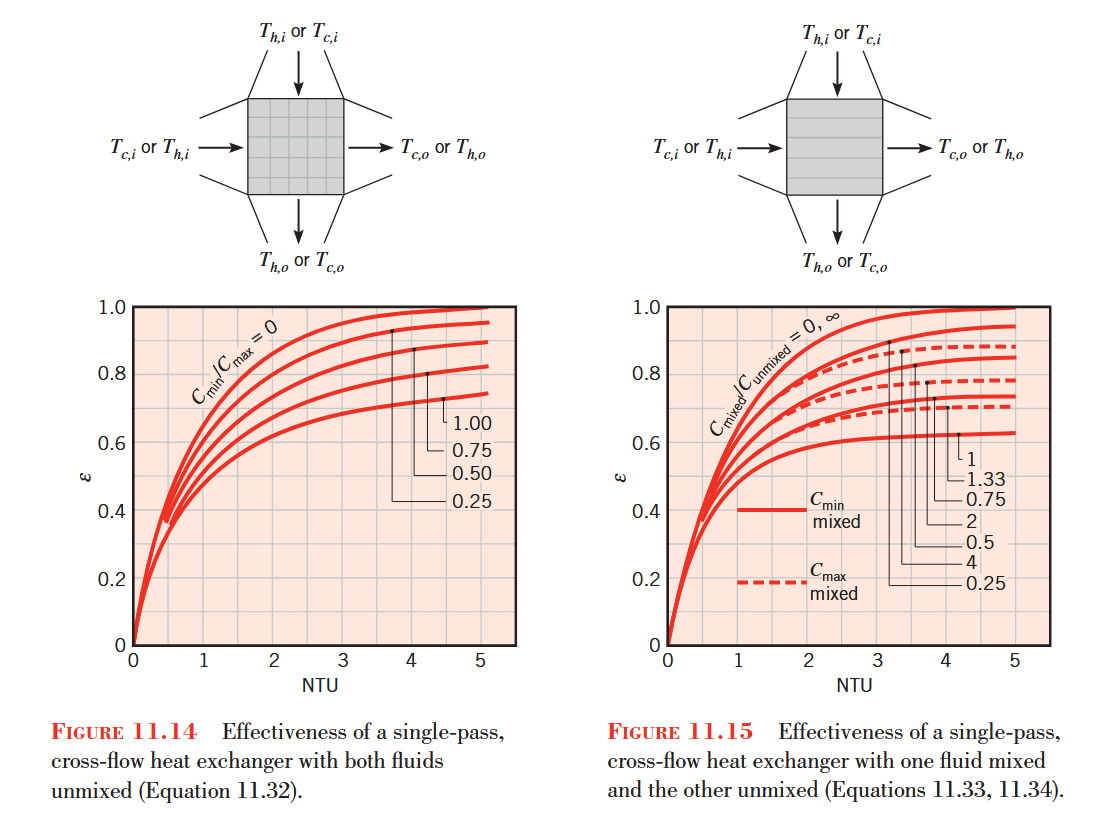 T_{h,i} or T_{c,i}
T_{c,i} or T_{h,i}
T_{c,o} or T_{h,o}
T_{h,o} or T_{c,o}
1.0
0.8
0.6
0.4
0.2
0
ε
C_{min}/C_{max} = 0
1.00
0.75
0.50
0.25
0 1 2 3 4 5
NTU
FIGURE 11.14 Effectiveness of a single-pass,
cross-flow heat exchanger with both fluids
unmixed (Equation 11.32).
T_{h,i} or T_{c,i}
T_{c,i} or T_{h,i}
T_{c,o} or T_{h,o}
T_{h,o} or T_{c,o}
1.0
0.8
0.6
0.4
0.2
0
ε
C_{mixed}/C_{unmixed} = 0, ∞
1
1.33
0.75
2
0.5
4
0.25
C_{min}
mixed
C_{max}
mixed
0 1 2 3 4 5
NTU
FIGURE 11.15 Effectiveness of a single-pass,
cross-flow heat exchanger with one fluid mixed
and the other unmixed (Equations 11.33, 11.34).